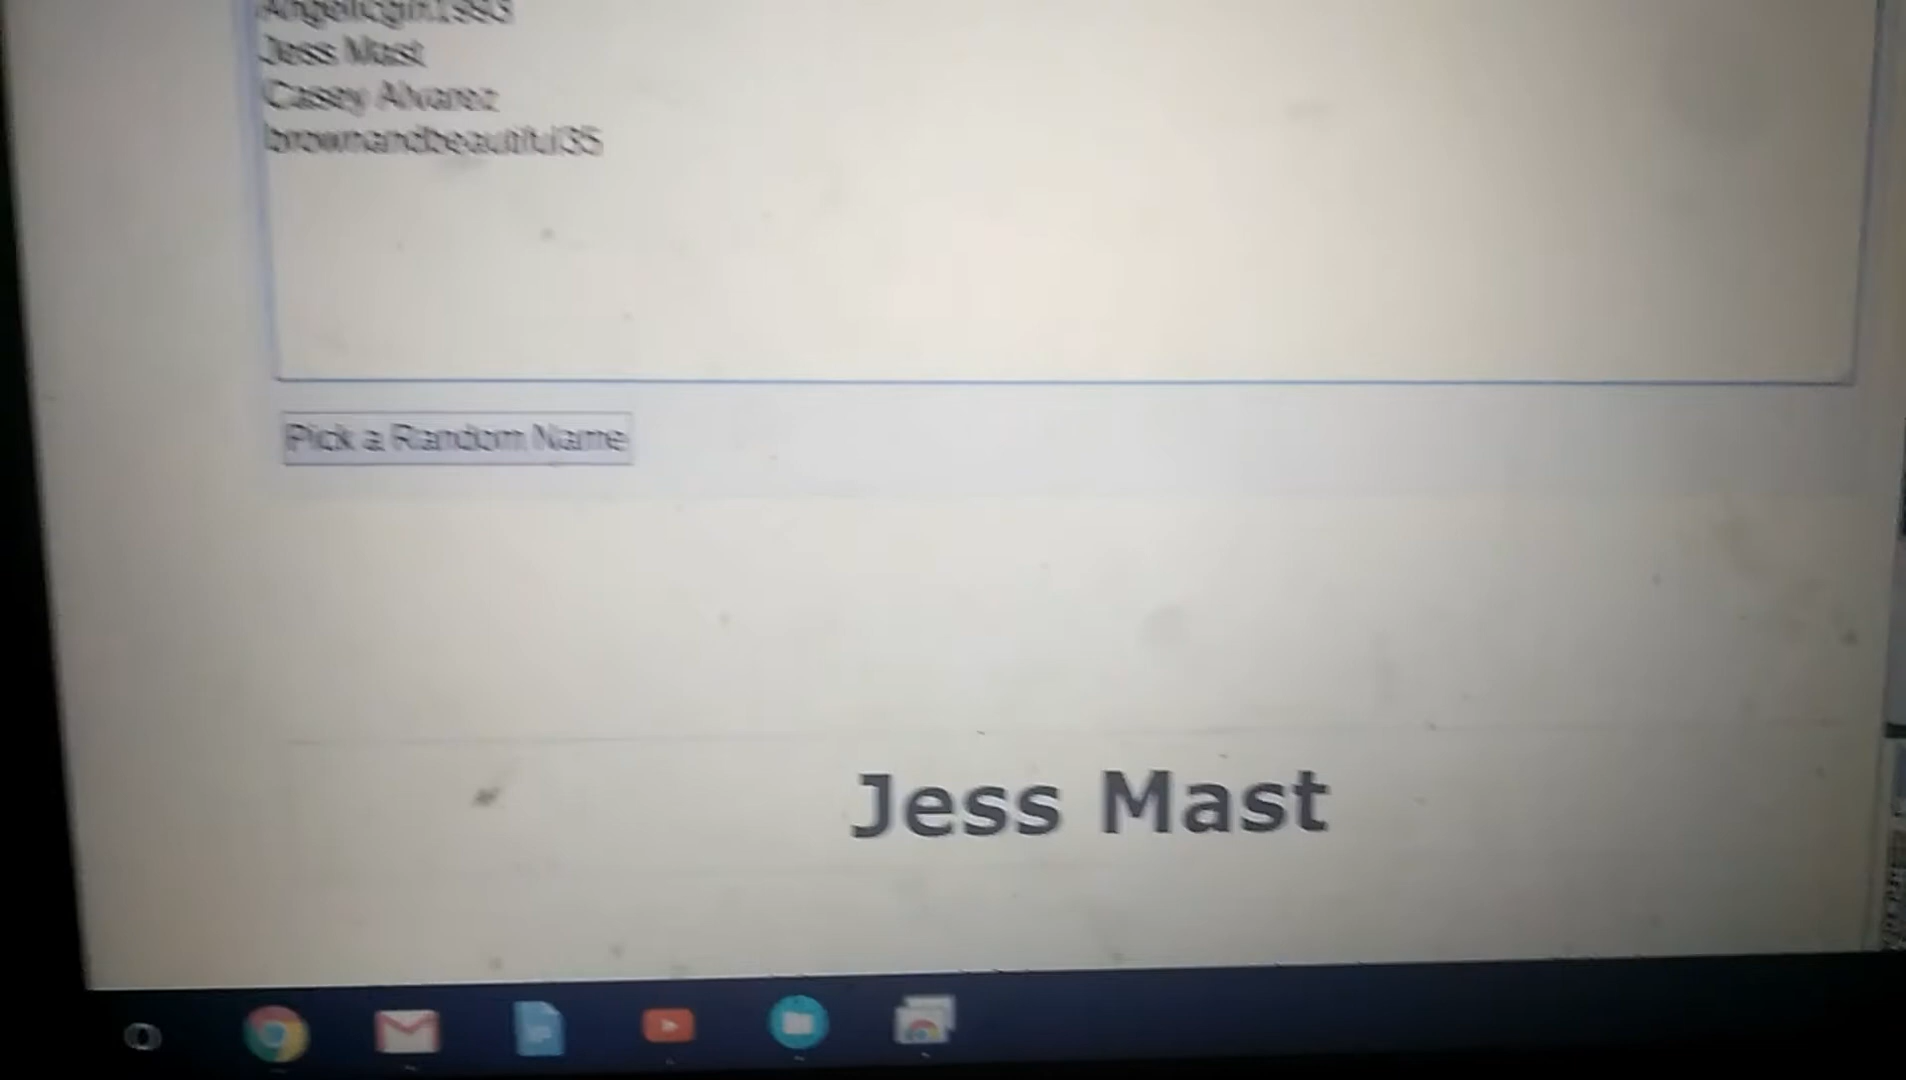 Jess Mast
Casey Alvarez
brownandbeautiful35
Pick a Random Name
Jess Mast